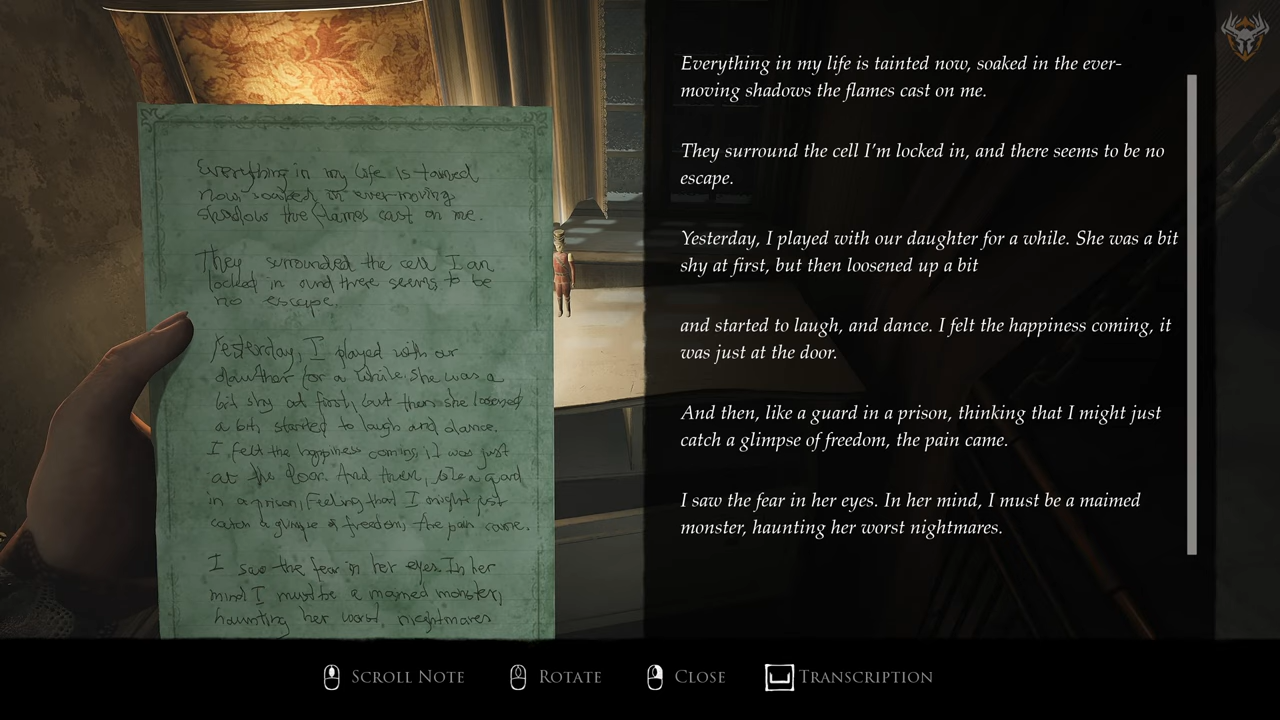 Everything in my life is tainted
now, soaked in ever-moving
shadows the flames cast on me.
They surrounded the cell I am
locked in and there seems to be
no escape.
Yesterday, I played with our
daughter for a while. She was a
bit shy at first, but then she loosened
a bit, started to laugh and dance.
I felt the happiness coming, it was just
at the door. And then, like a guard
in a prison, feeling that I might just
catch a glimpse of freedom, the pain came.
I saw the fear in her eyes. In her
mind I must be a maimed monster,
haunting her worst nightmares
Everything in my life is tainted now, soaked in the ever-
moving shadows the flames cast on me.
They surround the cell I'm locked in, and there seems to be no
escape.
Yesterday, I played with our daughter for a while. She was a bit
shy at first, but then loosened up a bit
and started to laugh, and dance. I felt the happiness coming, it
was just at the door.
And then, like a guard in a prison, thinking that I might just
catch a glimpse of freedom, the pain came.
I saw the fear in her eyes. In her mind, I must be a maimed
monster, haunting her worst nightmares.
SCROLL NOTE
ROTATE
CLOSE
TRANSCRIPTION